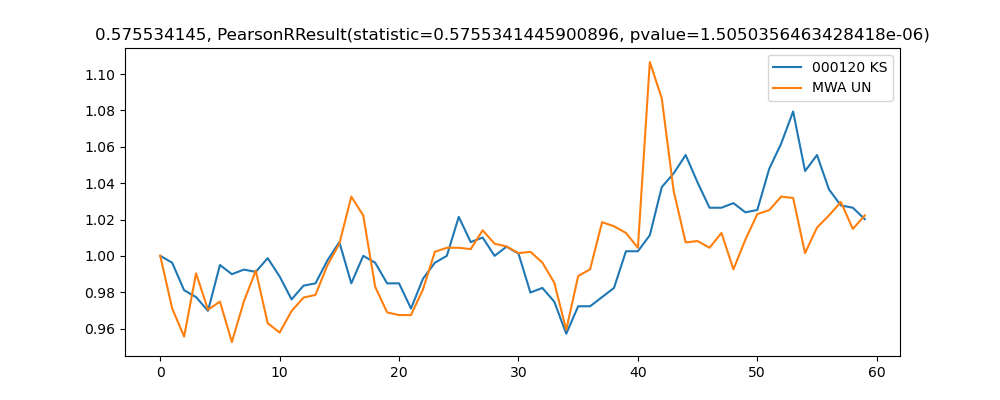 0.575534145, PearsonRResult(statistic=0.5755341445900896, pvalue=1.5050356463428418e-06)
000120 KS
MWA UN
1.10
1.08
1.06
1.04
1.02
1.00
0.98
0.96
0 10 20 30 40 50 60